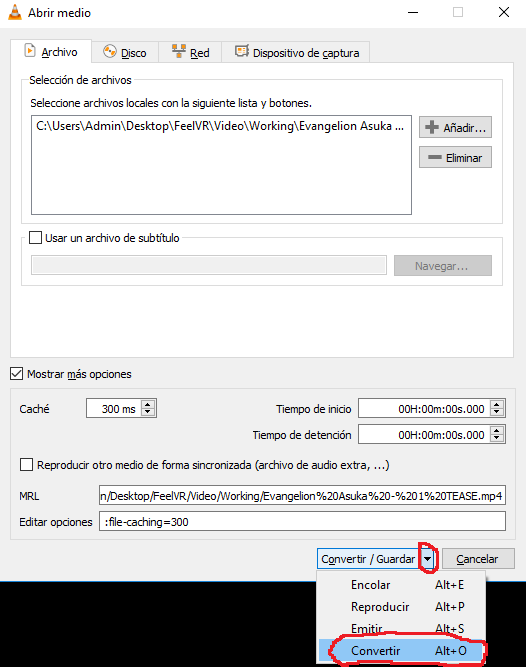 Abrir medio
Archivo
Disco
Red
Dispositivo de captura
Selección de archivos
Seleccione archivos locales con la siguiente lista y botones.
C:\Users\Admin\Desktop\FeelVR\Video\Working\Evangelion Asuka ...
Añadir...
Eliminar
Usar un archivo de subtítulo
Navegar...
Mostrar más opciones
Caché
300 ms
Tiempo de inicio
00H:00m:00s.000
Tiempo de detención
00H:00m:00s.000
Reproducir otro medio de forma sincronizada (archivo de audio extra, ...)
MRL
n/Desktop/FeelVR/Video/Working/Evangelion%20Asuka%20-%201%20TEASE.mp4
Editar opciones
:file-caching=300
Convertir / Guardar
Cancelar
Encolar Alt+E
Reproducir Alt+P
Emitir Alt+S
Convertir Alt+O